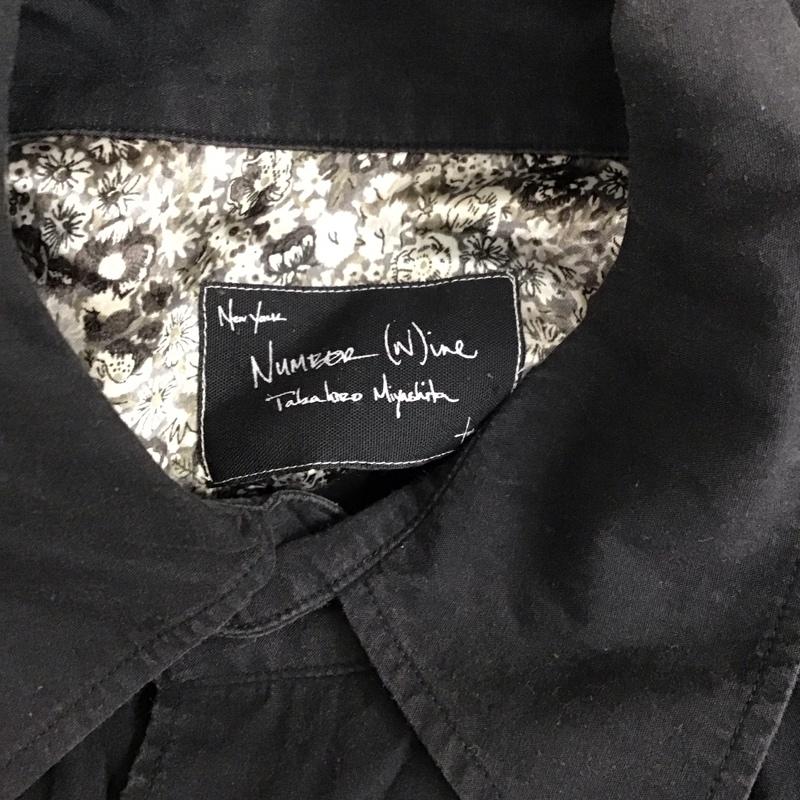 New York
NUMBER (N)ine
Takahiro Miyashita